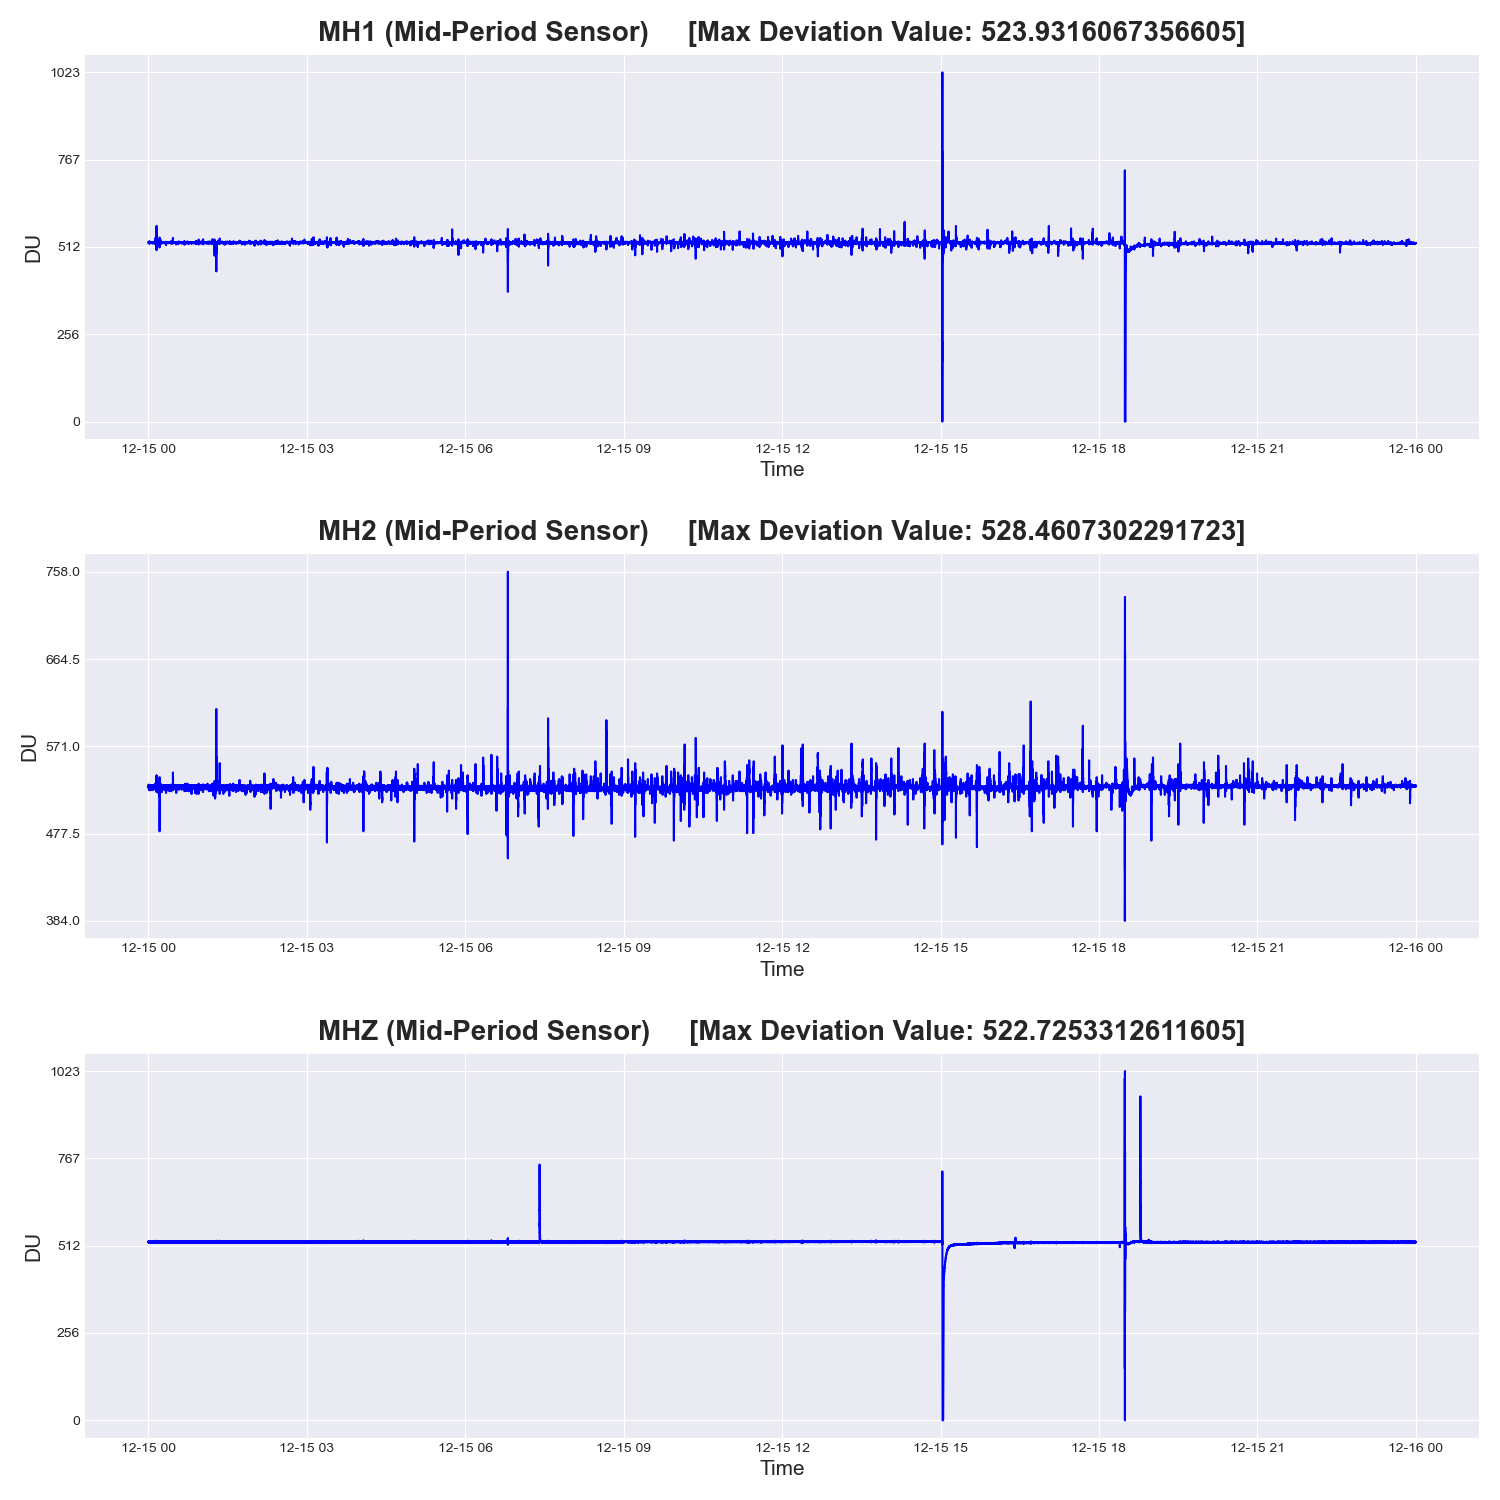 MH1 (Mid-Period Sensor) [Max Deviation Value: 523.9316067356605]
1023
767
512
256
0
DU
12-15 00 12-15 03 12-15 06 12-15 09 12-15 12 12-15 15 12-15 18 12-15 21 12-16 00
Time
MH2 (Mid-Period Sensor) [Max Deviation Value: 528.4607302291723]
758.0
664.5
571.0
477.5
384.0
DU
12-15 00 12-15 03 12-15 06 12-15 09 12-15 12 12-15 15 12-15 18 12-15 21 12-16 00
Time
MHZ (Mid-Period Sensor) [Max Deviation Value: 522.7253312611605]
1023
767
512
256
0
DU
12-15 00 12-15 03 12-15 06 12-15 09 12-15 12 12-15 15 12-15 18 12-15 21 12-16 00
Time